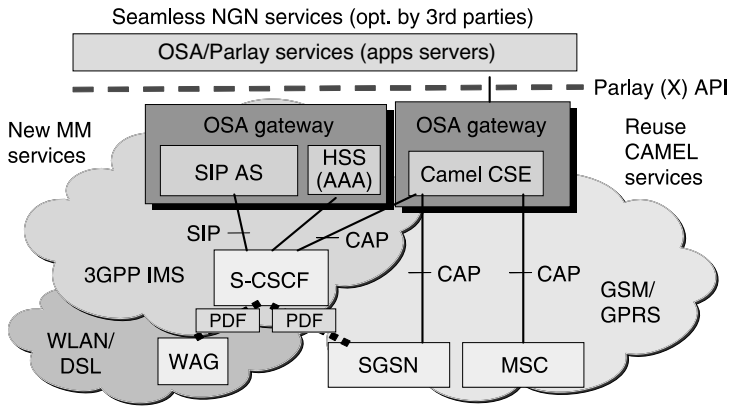 Seamless NGN services (opt. by 3rd parties)
OSA/Parlay services (apps servers)
Parlay (X) API
New MM
services
OSA gateway
OSA gateway
Reuse
CAMEL
services
SIP AS
HSS
(AAA)
Camel CSE
SIP
CAP
3GPP IMS
S-CSCF
CAP
CAP
GSM/
GPRS
PDF
PDF
WLAN/
DSL
WAG
SGSN
MSC